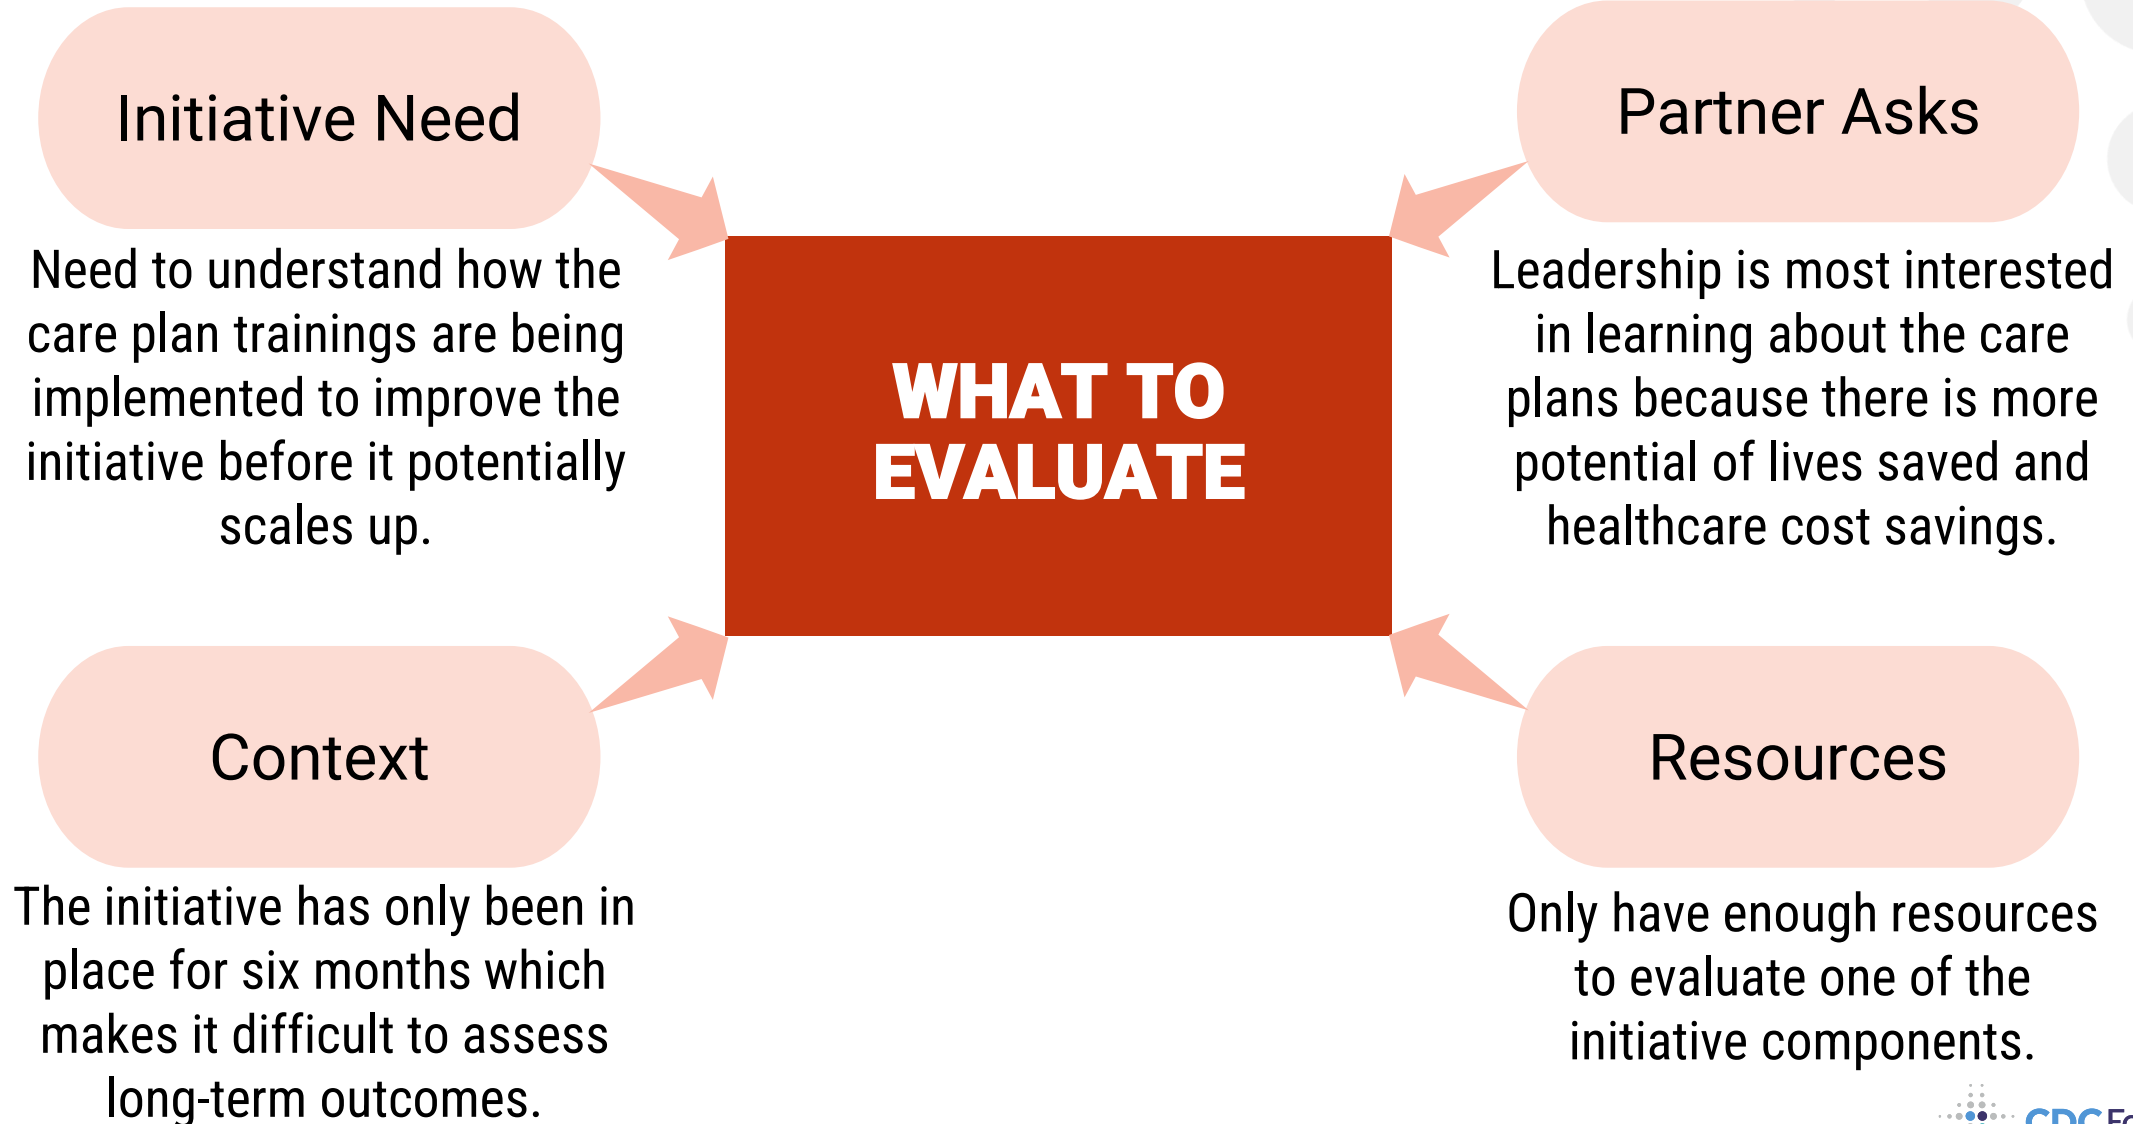 Initiative Need
Need to understand how the
care plan trainings are being
implemented to improve the
initiative before it potentially
scales up.
Partner Asks
Leadership is most interested
in learning about the care
plans because there is more
potential of lives saved and
healthcare cost savings.
WHAT TO
EVALUATE
Context
The initiative has only been in
place for six months which
makes it difficult to assess
long-term outcomes.
Resources
Only have enough resources
to evaluate one of the
initiative components.
CDC